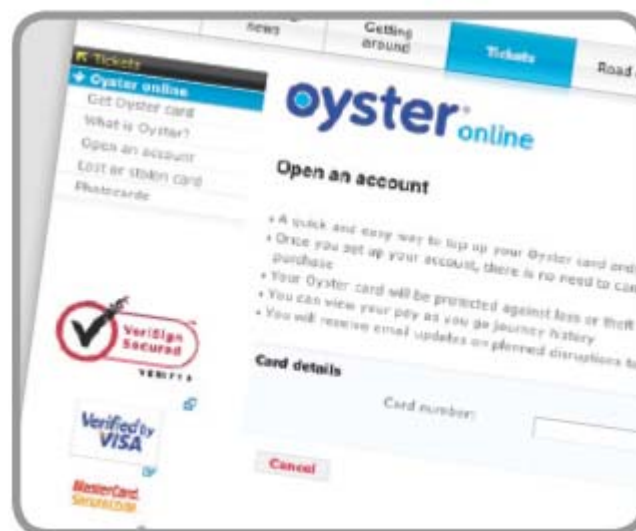 news
Getting
around
Tickets
Road
Tickets
Oyster online
Get Oyster card
What is Oyster?
Open an account
Lost or stolen card
Photocards
oyster online
Open an account
• A quick and easy way to top up your Oyster card
• Once you set up your account, there is no need to
purchase
• Your Oyster card will be protected against loss or theft
• You can view your pay as you go journey history
• You will receive email updates on planned disruptions to
Card details
Card number:
Cancel
VeriSign
Secured
VERIFY
Verified by
VISA
MasterCard.
SecureCode